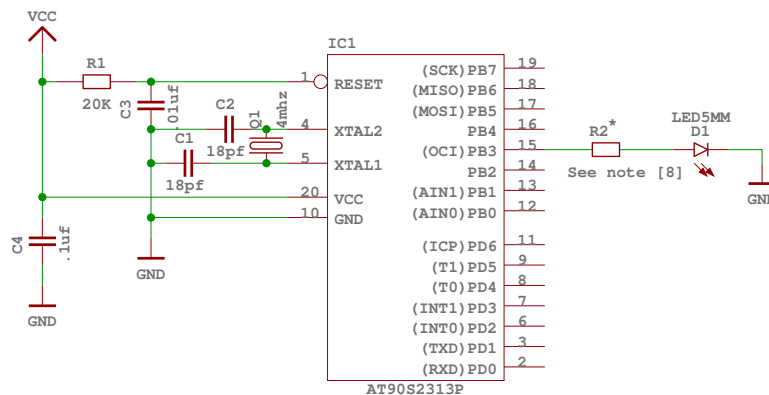 VCC
IC1
R1
20K
C3
.01uf
C2
18pf
Q1
4mhz
C1
18pf
C4
.1uf
GND
GND
1 RESET
4 XTAL2
5 XTAL1
20 VCC
10 GND
(SCK)PB7 19
(MISO)PB6 18
(MOSI)PB5 17
PB4 16
(OCI)PB3 15
PB2 14
(AIN1)PB1 13
(AIN0)PB0 12
(ICP)PD6 11
(T1)PD5 9
(T0)PD4 8
(INT1)PD3 7
(INT0)PD2 6
(TXD)PD1 3
(RXD)PD0 2
AT90S2313P
R2*
See note [8]
LED5MM
D1
GND